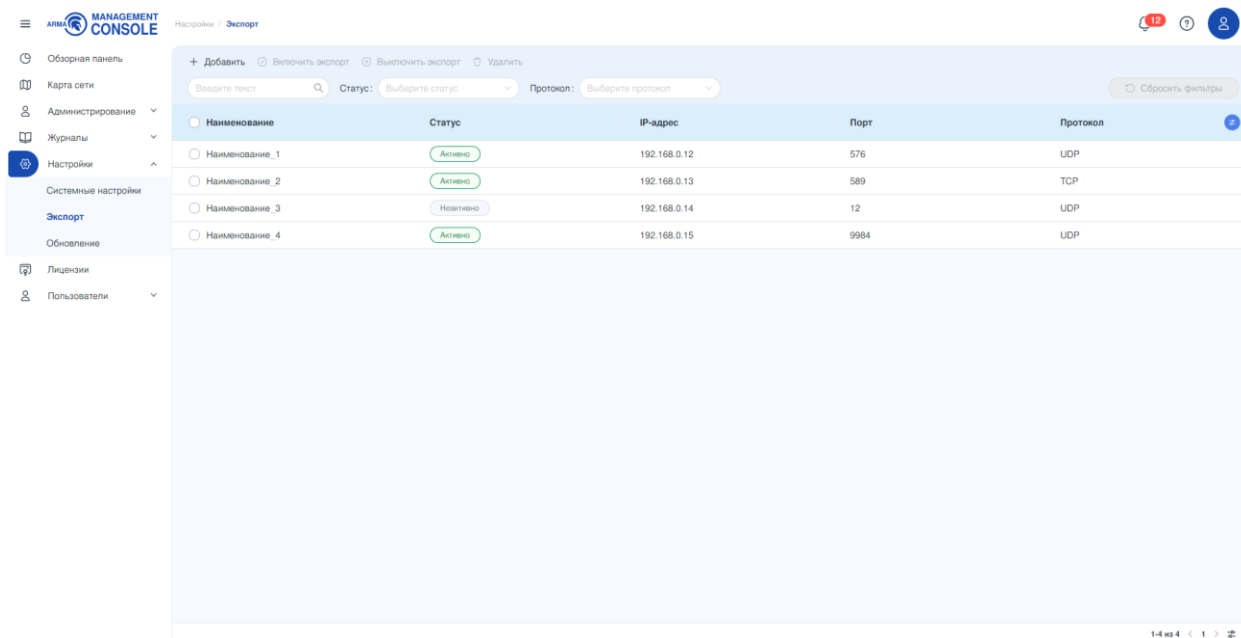 ARMA MANAGEMENT CONSOLE
Настройки / Экспорт
12
Обзорная панель
Карта сети
Администрирование
Журналы
Настройки
Системные настройки
Экспорт
Обновление
Лицензии
Пользователи
+ Добавить Включить экспорт Выключить экспорт Удалить
Введите текст Статус : Выберите статус Протокол : Выберите протокол Сбросить фильтры
Наименование Статус IP-адрес Порт Протокол
Наименование_1 Активно 192.168.0.12 576 UDP
Наименование_2 Активно 192.168.0.13 589 TCP
Наименование_3 Неактивно 192.168.0.14 12 UDP
Наименование_4 Активно 192.168.0.15 9984 UDP
1-4 из 4 < 1 >